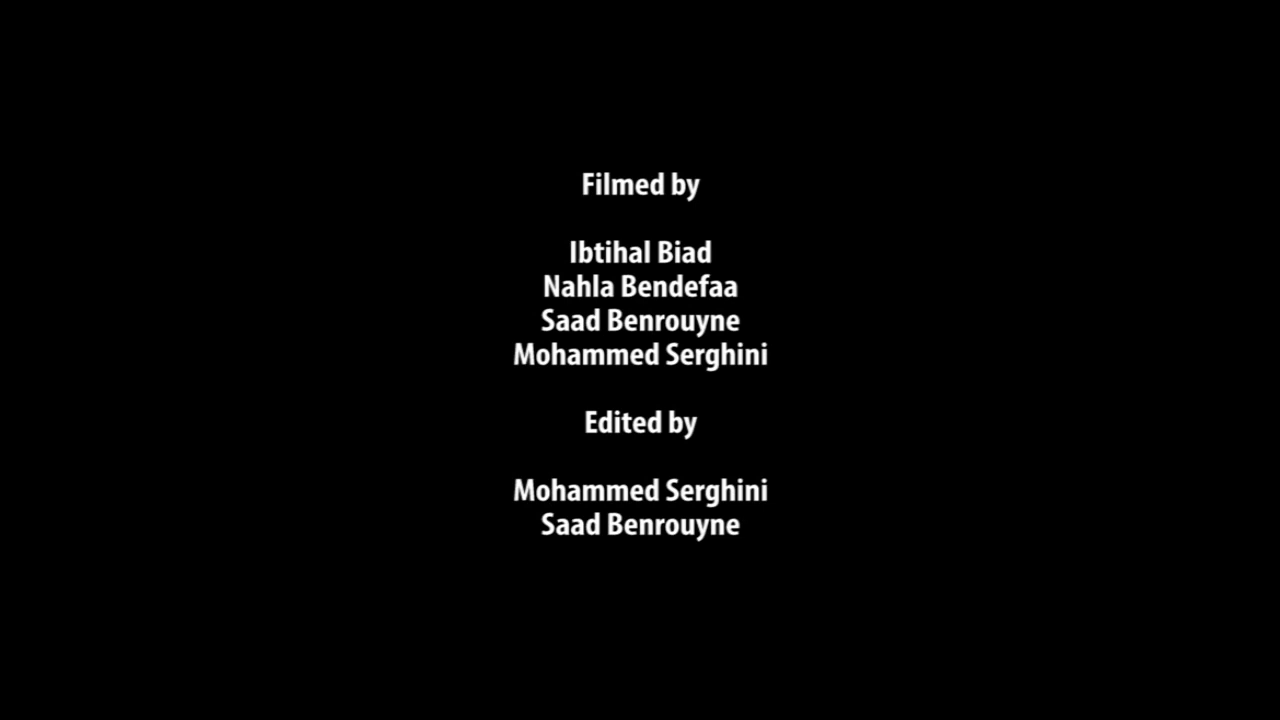 Filmed by
Ibtihal Biad
Nahla Bendefaa
Saad Benrouyne
Mohammed Serghini
Edited by
Mohammed Serghini
Saad Benrouyne